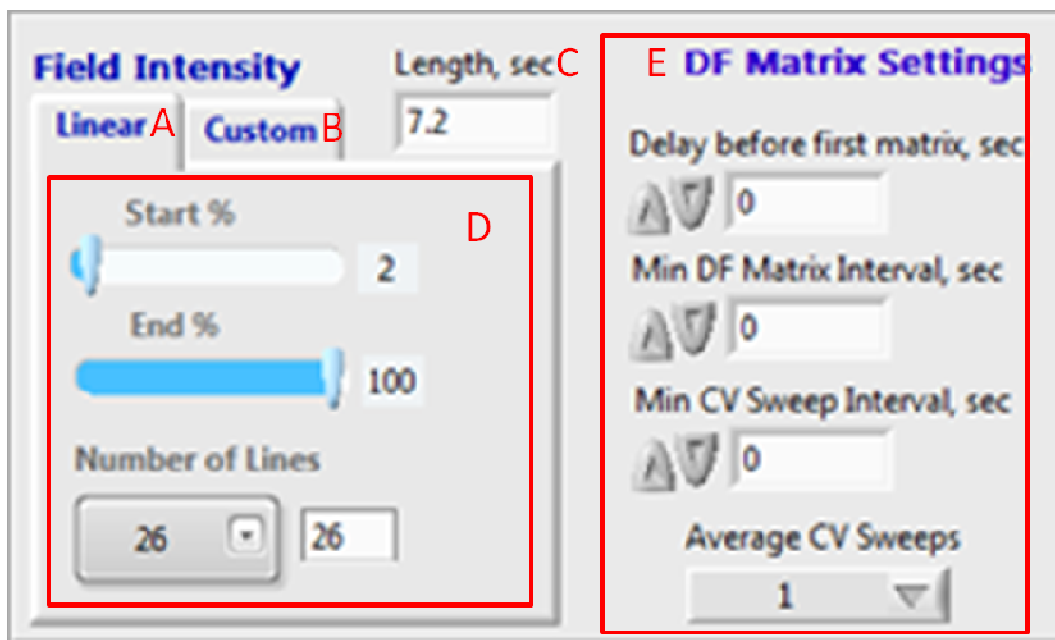 Field Intensity
Length, sec C
Linear A
Custom B
7.2
D
Start %
2
End %
100
Number of Lines
26
26
E DF Matrix Settings
Delay before first matrix, sec
0
Min DF Matrix Interval, sec
0
Min CV Sweep Interval, sec
0
Average CV Sweeps
1